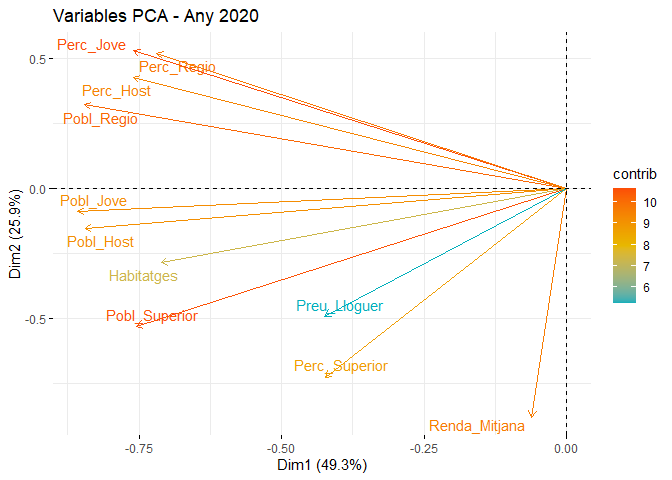 Variables PCA - Any 2020
Perc_Jove
Perc_Regio
Perc_Host
Pobl_Regio
Pobl_Jove
Pobl_Host
Habitatges
Pobl_Superior
Preu_Lloguer
Perc_Superior
Renda_Mitjana
0.5
0.0
-0.5
Dim2 (25.9%)
-0.75
-0.50
-0.25
0.00
Dim1 (49.3%)
contrib
10
9
8
7
6